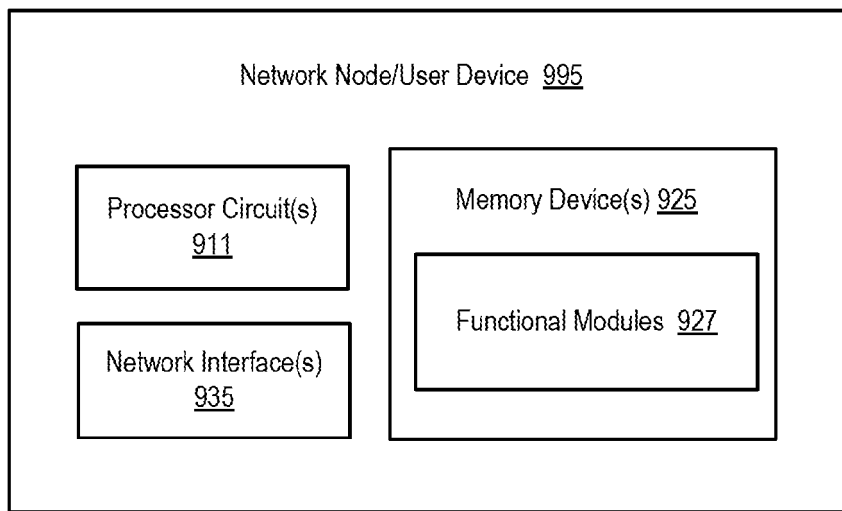 Network Node/User Device 995
Processor Circuit(s)
911
Memory Device(s) 925
Functional Modules 927
Network Interface(s)
935